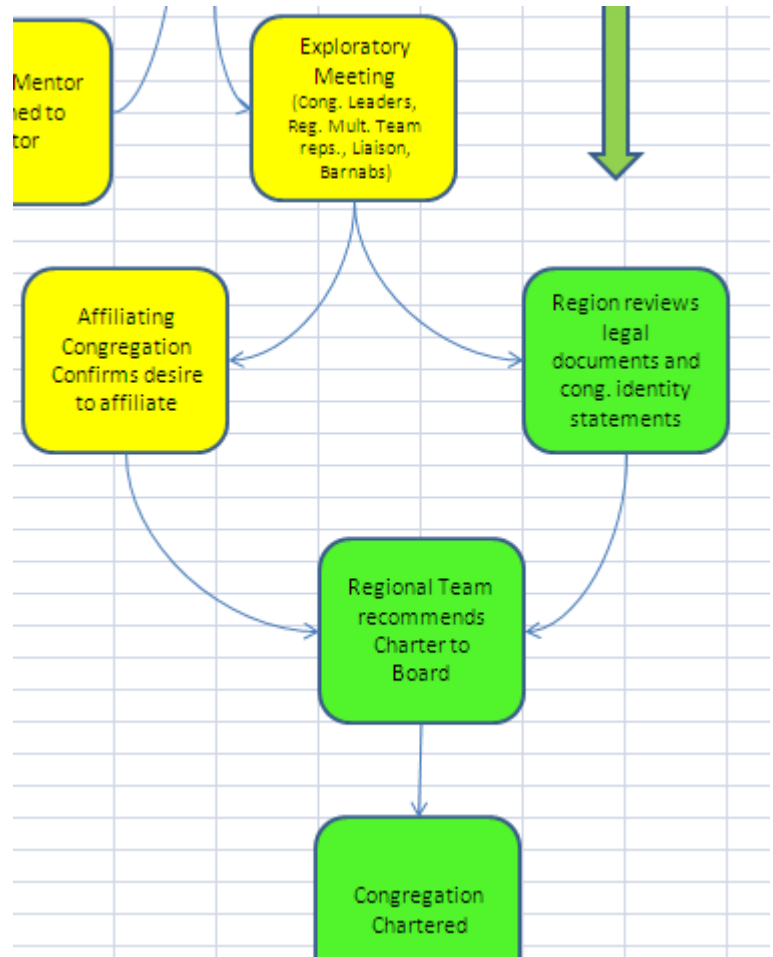 Mentor
ned to
tor
Exploratory
Meeting
(Cong. Leaders,
Reg. Mult. Team
reps., Liaison,
Barnabs)
Affiliating
Congregation
Confirms desire
to affiliate
Region reviews
legal
documents and
cong. identity
statements
Regional Team
recommends
Charter to
Board
Congregation
Chartered